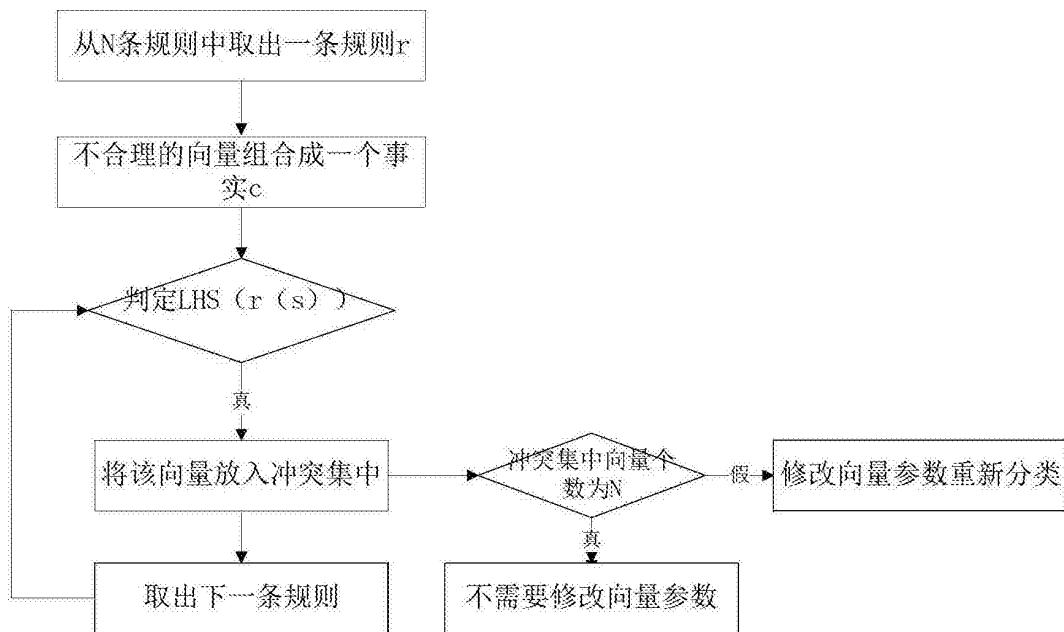 从N条规则中取出一条规则r
不合理的向量组合成一个事
实c
判定LHS（r（s））
真
将该向量放入冲突集中
冲突集中向量个
数为N
假
修改向量参数重新分类
真
取出下一条规则
不需要修改向量参数